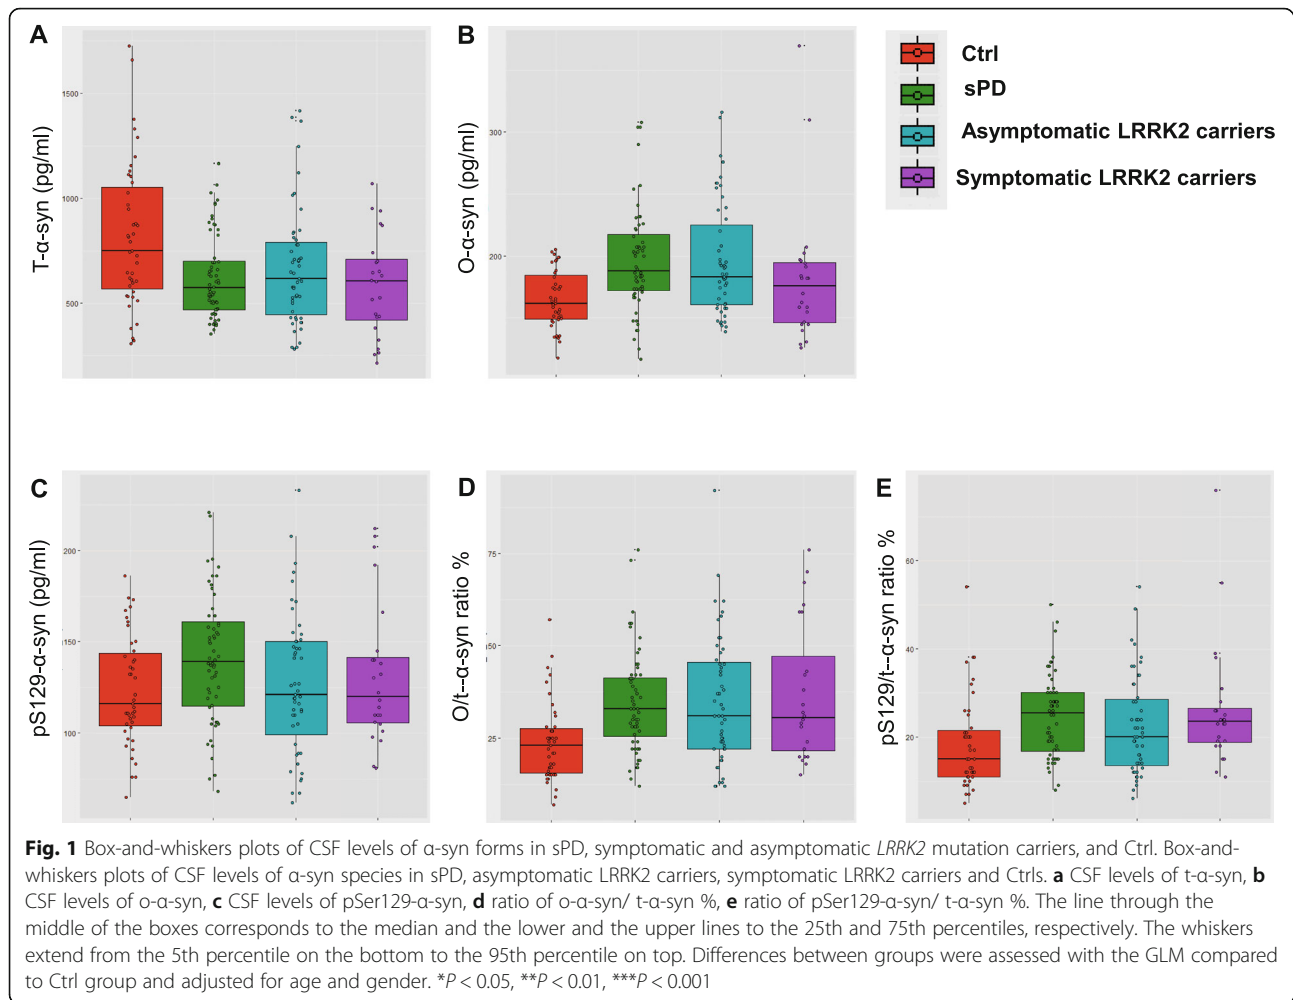 A
T-α-syn (pg/ml)
1500
1000
500
B
O-α-syn (pg/ml)
300
200
Ctrl
sPD
Asymptomatic LRRK2 carriers
Symptomatic LRRK2 carriers
C
pS129-α-syn (pg/ml)
200
150
100
D
O/t--α-syn ratio %
75
50
25
E
pS129/t--α-syn ratio %
60
40
20
Fig. 1 Box-and-whiskers plots of CSF levels of α-syn forms in sPD, symptomatic and asymptomatic LRRK2 mutation carriers, and Ctrl. Box-and-
whiskers plots of CSF levels of α-syn species in sPD, asymptomatic LRRK2 carriers, symptomatic LRRK2 carriers and Ctrls. a CSF levels of t-α-syn, b
CSF levels of o-α-syn, c CSF levels of pSer129-α-syn, d ratio of o-α-syn/ t-α-syn %, e ratio of pSer129-α-syn/ t-α-syn %. The line through the
middle of the boxes corresponds to the median and the lower and the upper lines to the 25th and 75th percentiles, respectively. The whiskers
extend from the 5th percentile on the bottom to the 95th percentile on top. Differences between groups were assessed with the GLM compared
to Ctrl group and adjusted for age and gender. *P < 0.05, **P < 0.01, ***P < 0.001